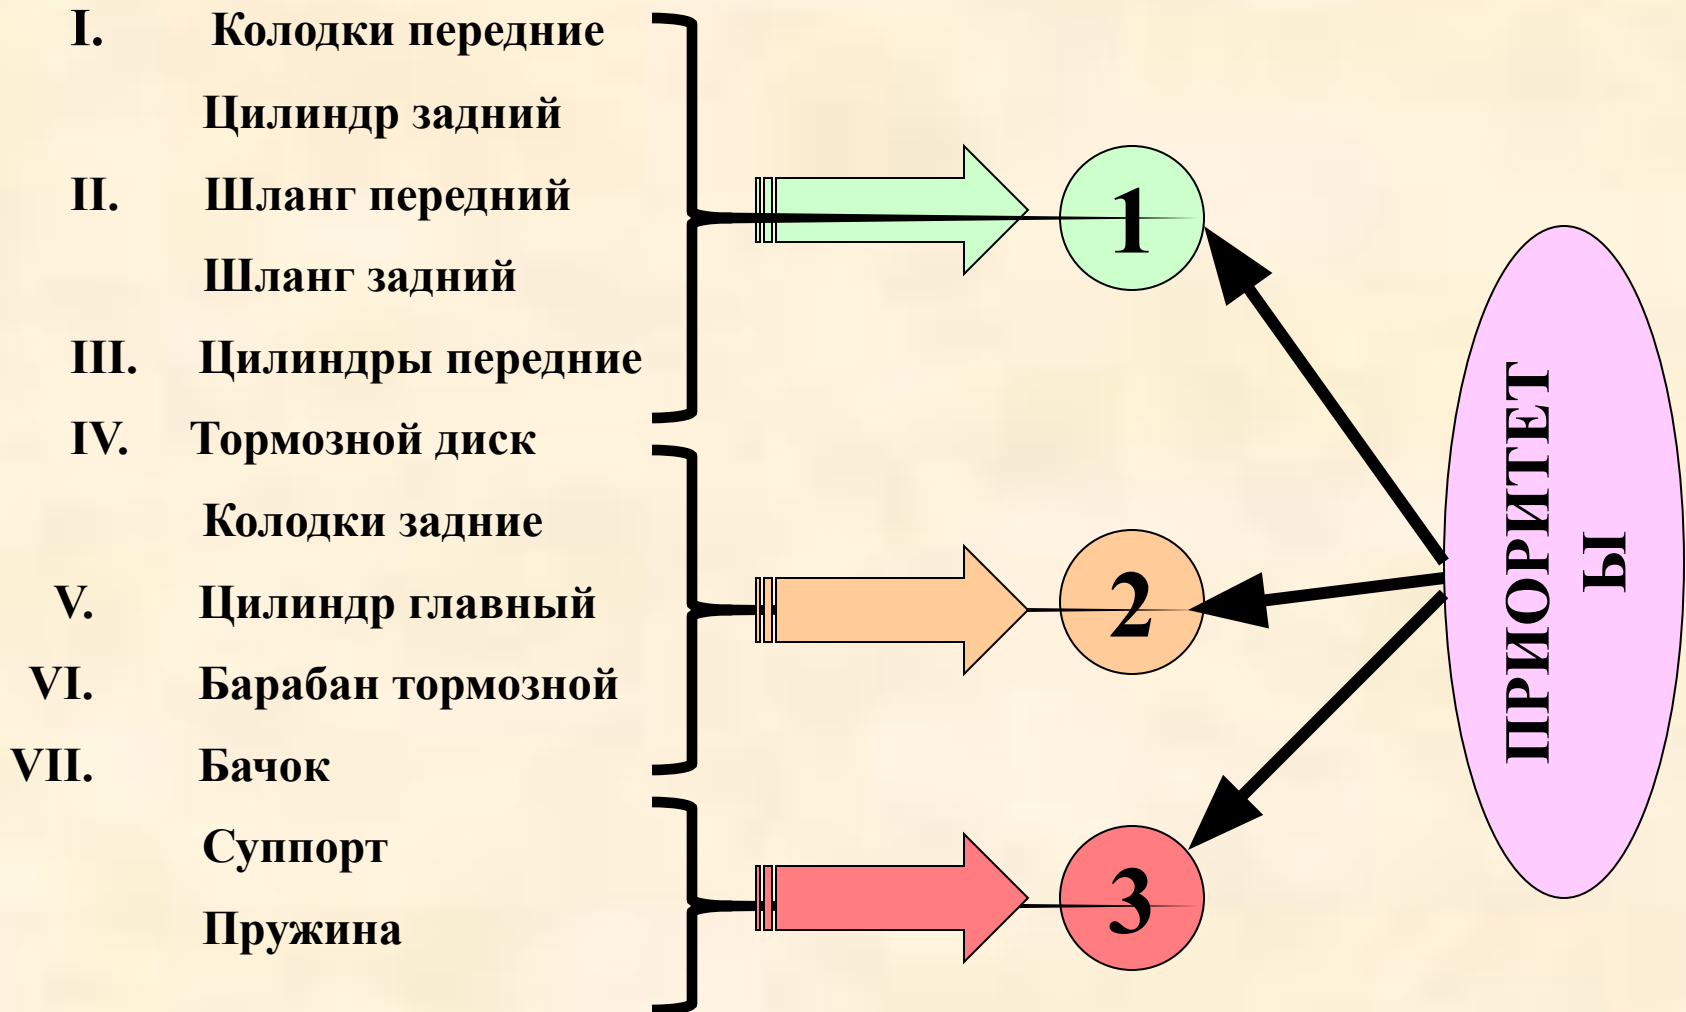 I. Колодки передние
Цилиндр задний
II. Шланг передний
Шланг задний
III. Цилиндры передние
IV. Тормозной диск
Колодки задние
V. Цилиндр главный
VI. Барабан тормозной
VII. Бачок
Суппорт
Пружина
1
2
3
ПРИОРИТЕТ
Ы